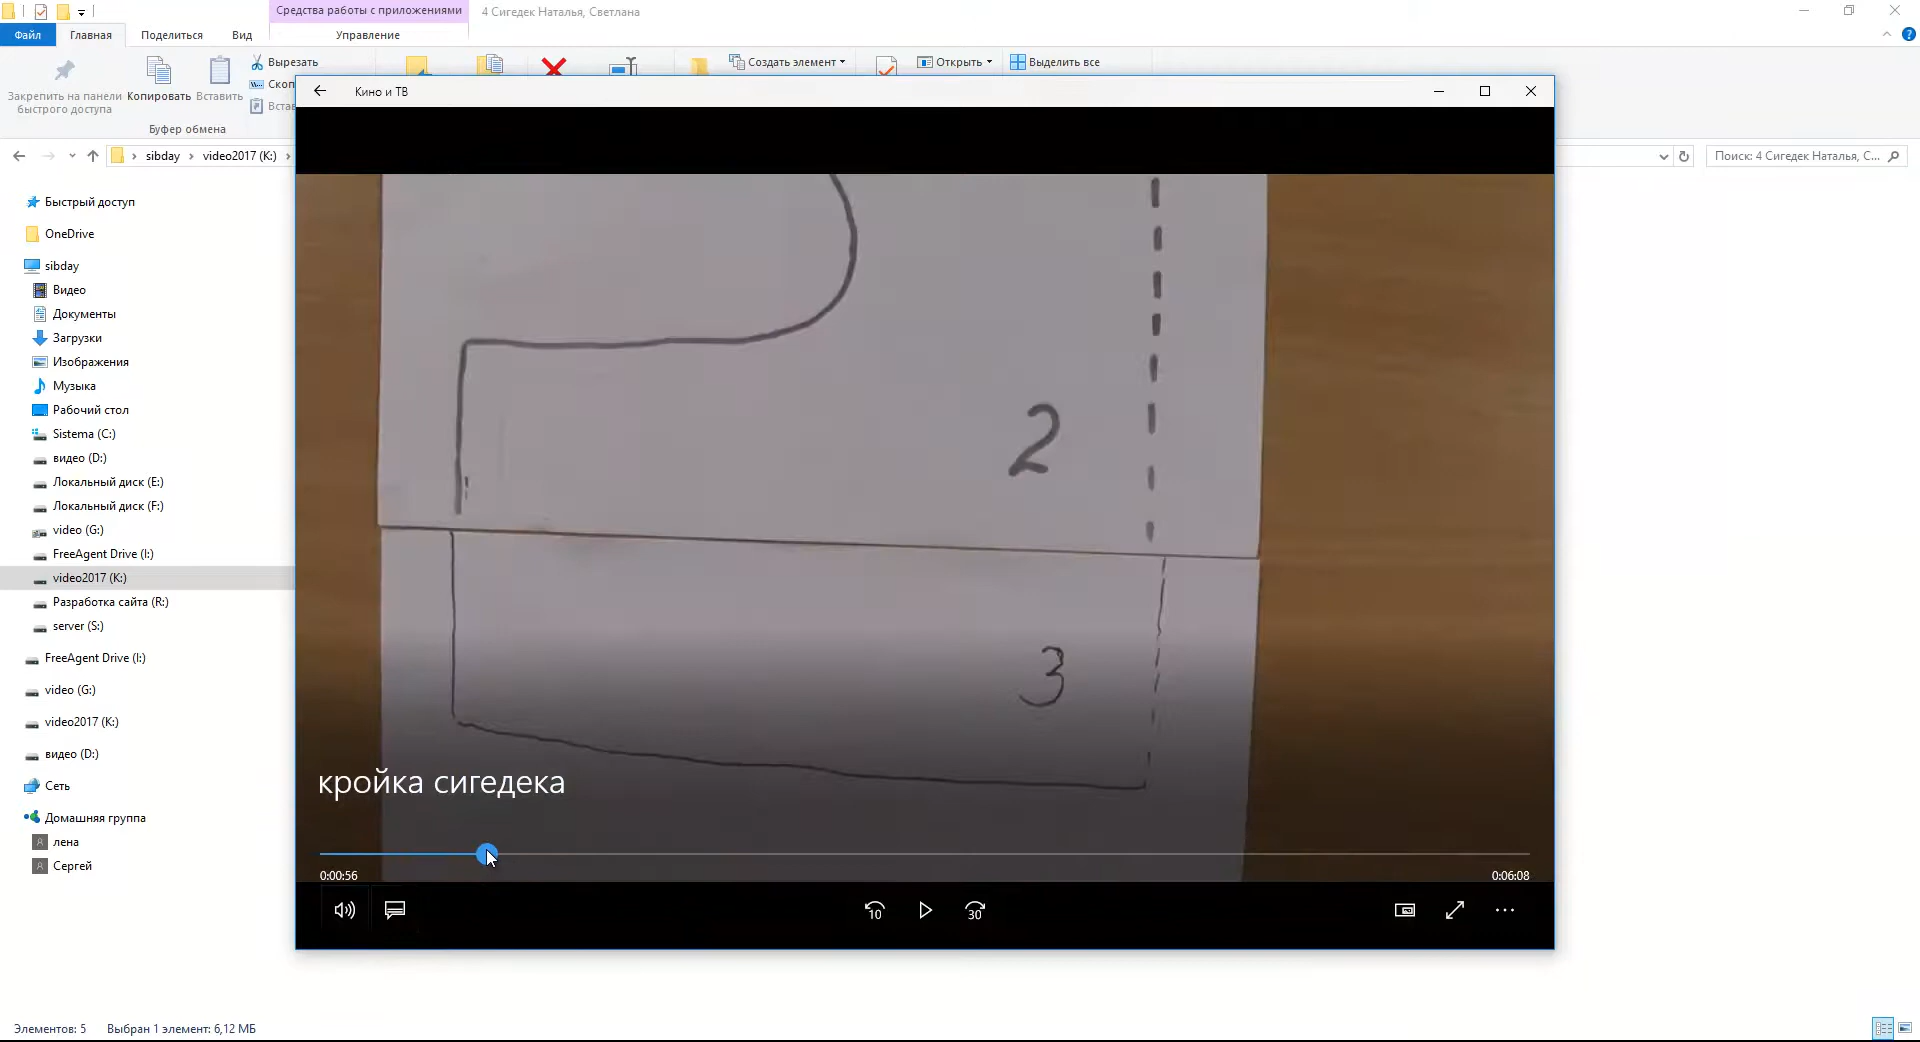 Средства работы с приложениями
4 Сигедек Наталья, Светлана
Файл
Главная
Поделиться
Вид
Управление
Закрепить на панели
быстрого доступа
Копировать
Вставить
Вырезать
Скоп
Вста
Буфер обмена
Создать элемент
Открыть
Выделить все
sibday
video2017 (K:)
Поиск: 4 Сигедек Наталья, С...
Быстрый доступ
OneDrive
sibday
Видео
Документы
Загрузки
Изображения
Музыка
Рабочий стол
Sistema (C:)
видео (D:)
Локальный диск (E:)
Локальный диск (F:)
video (G:)
FreeAgent Drive (I:)
video2017 (K:)
Разработка сайта (R:)
server (S:)
FreeAgent Drive (I:)
video (G:)
video2017 (K:)
видео (D:)
Сеть
Домашняя группа
лена
Сергей
Кино и ТВ
2
3
кройка сигедека
0:00:56
0:06:08
10
30
Элементов: 5
Выбран 1 элемент: 6,12 МБ